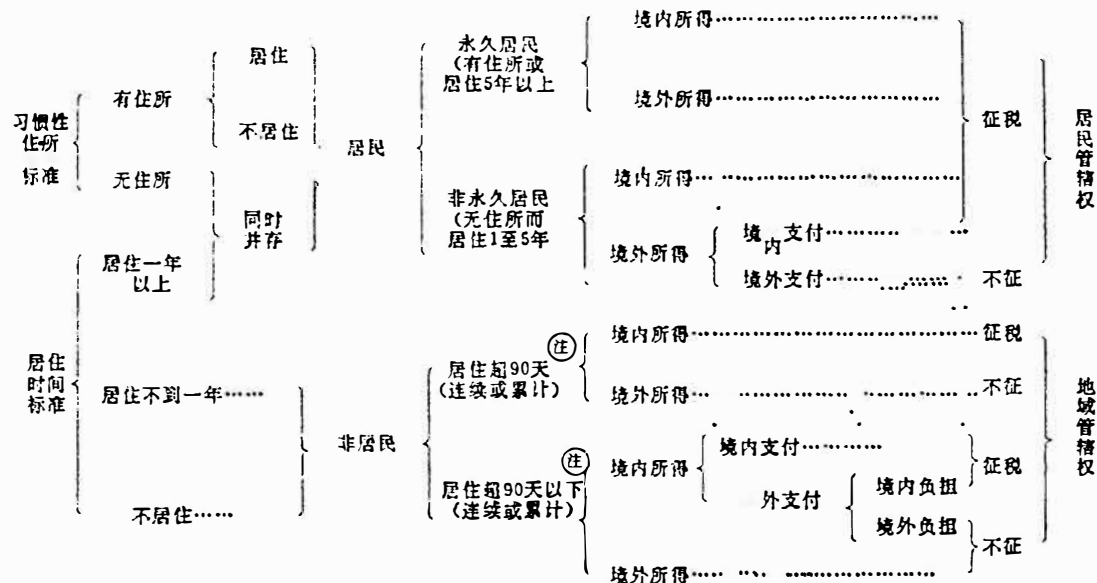 习惯性
住所
标准
有住所
无住所
居住
不居住
同时
并存
居住一年
以上
居住
时间
标准
居住不到一年……
不居住……
居民
永久居民
(有住所或
居住5年以上
境内所得………………………
境外所得………………………
非永久居民
(无住所而
居住1至5年
境内所得………………………
境外所得
境内支付………
境外支付………
征税
不征
居民管辖权
非居民
注
居住超90天
(连续或累计)
境内所得………………………征税
境外所得………………………不征
注
居住超90天以下
(连续或累计)
境内所得
境内支付………
外支付
境内负担
境外负担
征税
不征
境外所得………………………
地域管辖权